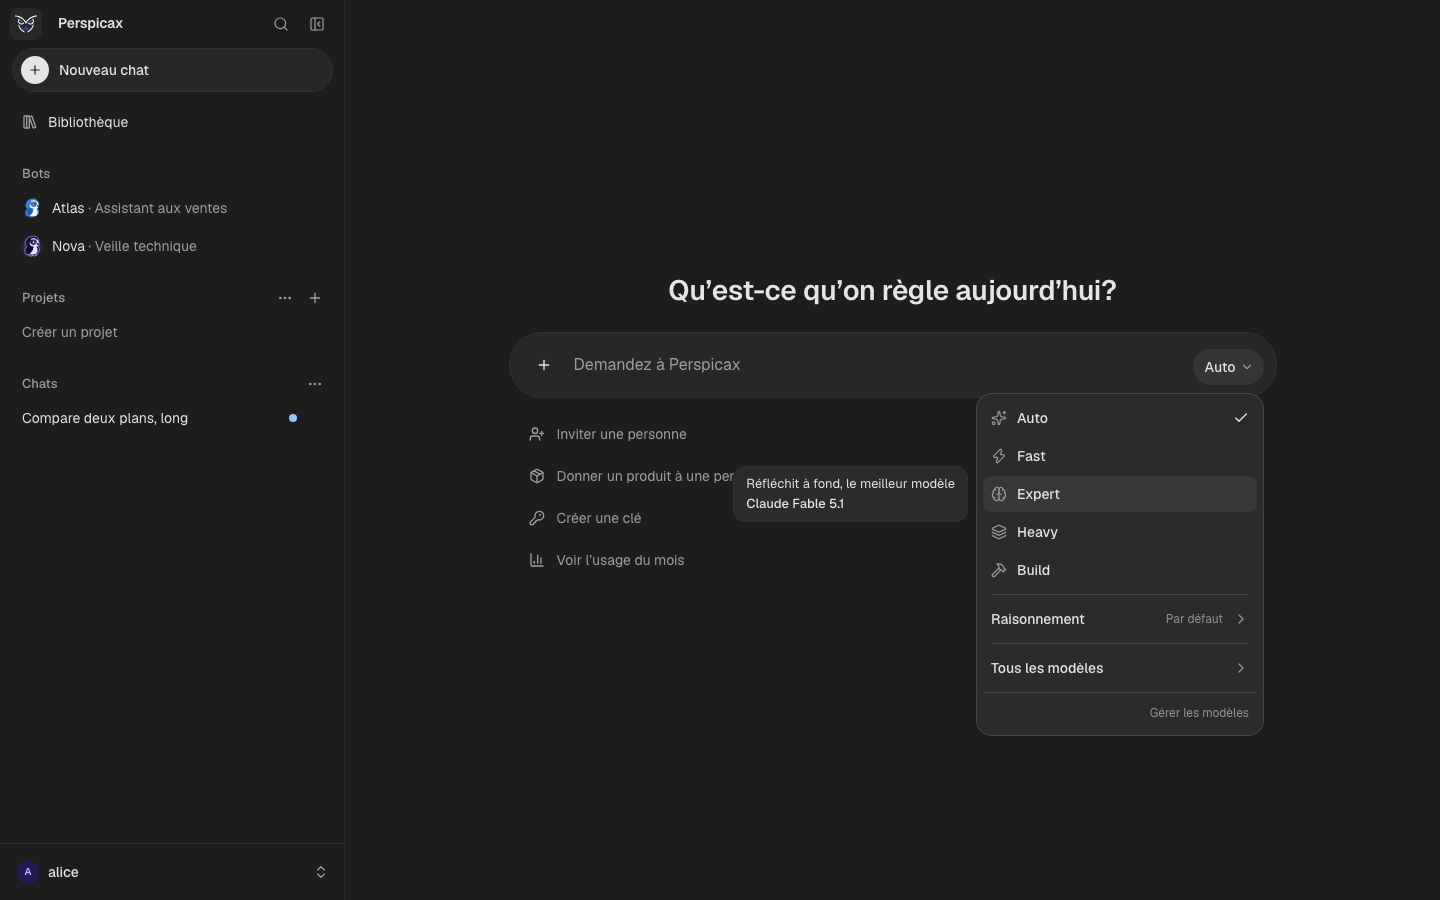 Perspicax
Nouveau chat
Bibliothèque
Bots
Atlas · Assistant aux ventes
Nova · Veille technique
Projets
Créer un projet
Chats
Compare deux plans, long
A alice
Qu’est-ce qu’on règle aujourd’hui?
Demandez à Perspicax
Auto
Inviter une personne
Donner un produit à une per
Créer une clé
Voir l’usage du mois
Réfléchit à fond, le meilleur modèle
Claude Fable 5.1
Auto
Fast
Expert
Heavy
Build
Raisonnement Par défaut
Tous les modèles
Gérer les modèles